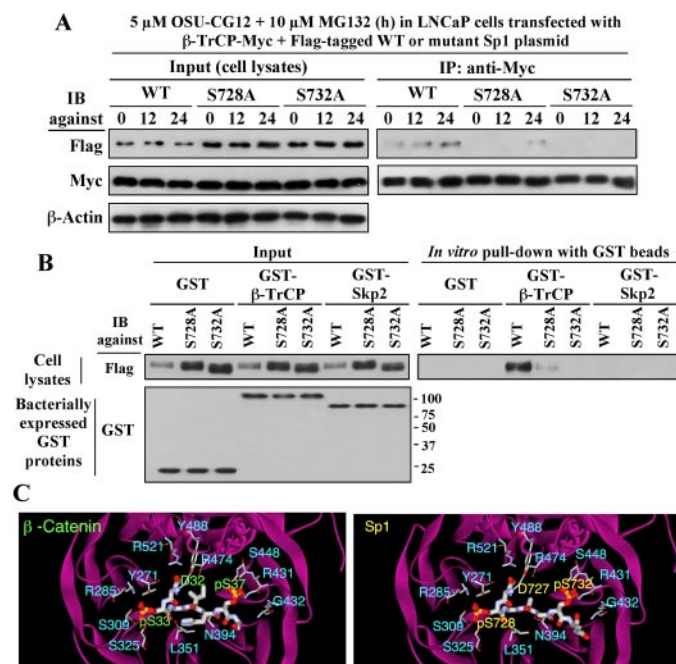 A
5 μM OSU-CG12 + 10 μM MG132 (h) in LNCaP cells transfected with
β-TrCP-Myc + Flag-tagged WT or mutant Sp1 plasmid
Input (cell lysates) IP: anti-Myc
IB against
WT S728A S732A WT S728A S732A
0 12 24 0 12 24 0 12 24 0 12 24 0 12 24 0 12 24
Flag
Myc
β-Actin
B
Input In vitro pull-down with GST beads
GST GST-β-TrCP GST-Skp2 GST GST-β-TrCP GST-Skp2
IB against
WT S728A S732A WT S728A S732A WT S728A S732A WT S728A S732A WT S728A S732A WT S728A S732A
Cell lysates Flag
Bacterially expressed GST proteins GST
100
75
50
37
25
C
β-Catenin
Y488
R521
R474
S448
Y271
D32
pS37
R431
R285
G432
S309
pS33
N394
S325
L351
Sp1
Y488
R521
R474
S448
Y271
D727
pS732
R431
R285
G432
S309
pS728
N394
S325
L351